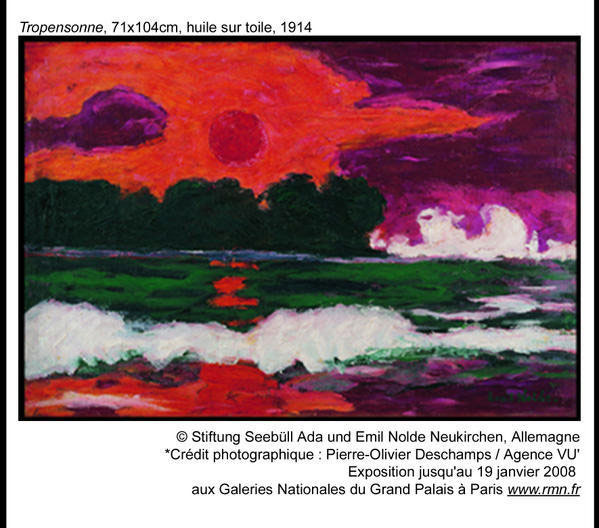 Tropensonne, 71x104cm, huile sur toile, 1914
© Stiftung Seebüll Ada und Emil Nolde Neukirchen, Allemagne
*Crédit photographique : Pierre-Olivier Deschamps / Agence VU'
Exposition jusqu'au 19 janvier 2008
aux Galeries Nationales du Grand Palais à Paris www.rmn.fr